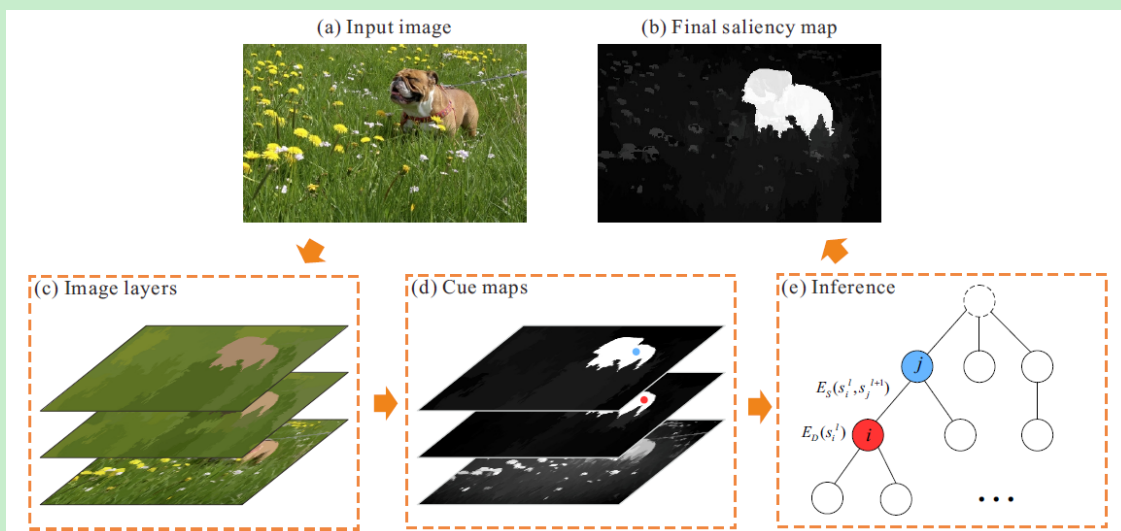 (a) Input image
(b) Final saliency map
(c) Image layers
(d) Cue maps
(e) Inference
j
E_S(s_i^l, s_j^{l+1})
E_D(s_i^l)
i
...